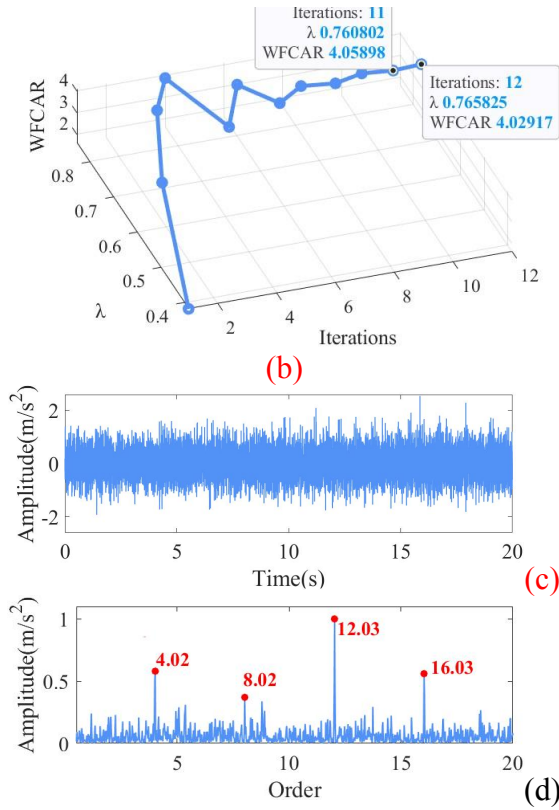 Iterations: 11
λ 0.760802
WFCAR 4.05898
Iterations: 12
λ 0.765825
WFCAR 4.02917
WFCAR
4
3
2
0.8
0.7
0.6
0.5
0.4
λ
2
4
6
8
10
12
Iterations
(b)
Amplitude(m/s²)
2
0
-2
0
5
10
15
20
Time(s)
(c)
Amplitude(m/s²)
1
0.5
0
4.02
8.02
12.03
16.03
5
10
15
20
Order
(d)